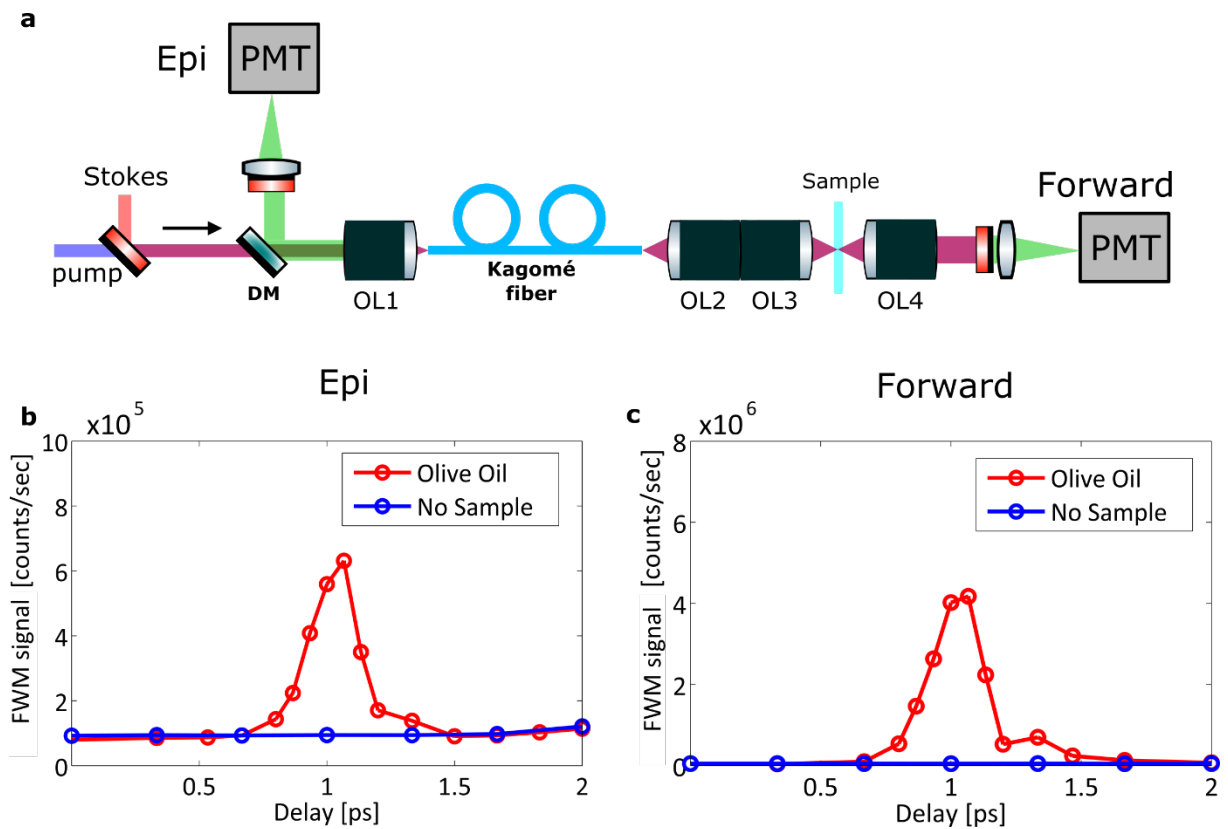 a
Epi
PMT
Stokes
pump
DM
OL1
Kagomé
fiber
OL2
OL3
Sample
OL4
Forward
PMT
Epi
b
x10^5
10
8
6
4
2
0
0.5
1
1.5
2
FWM signal [counts/sec]
Delay [ps]
Olive Oil
No Sample
Forward
c
x10^6
8
6
4
2
0
0.5
1
1.5
2
FWM signal [counts/sec]
Delay [ps]
Olive Oil
No Sample